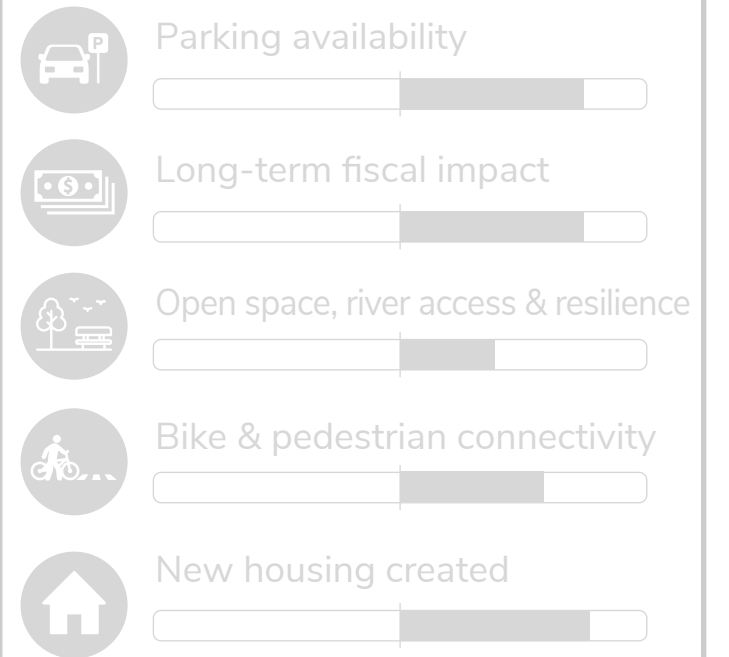 P
Parking availability
$
Long-term fiscal impact
Open space, river access & resilience
Bike & pedestrian connectivity
New housing created